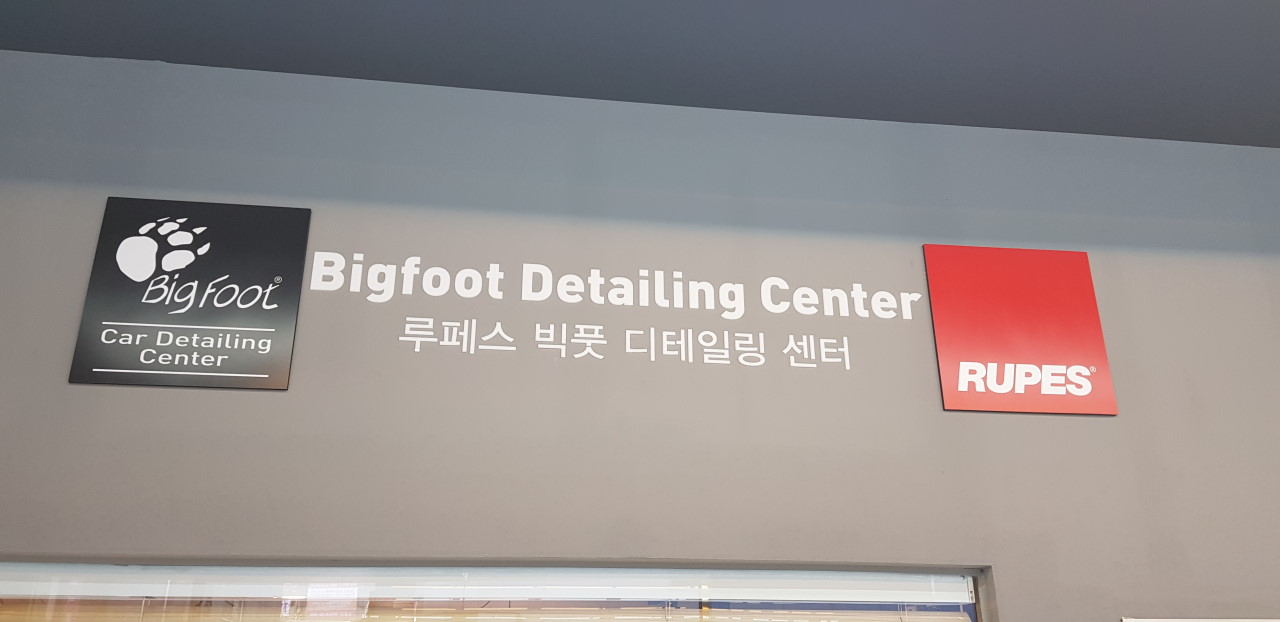 BigFoot®
Car Detailing
Center
Bigfoot Detailing Center
루페스 빅풋 디테일링 센터
RUPES®